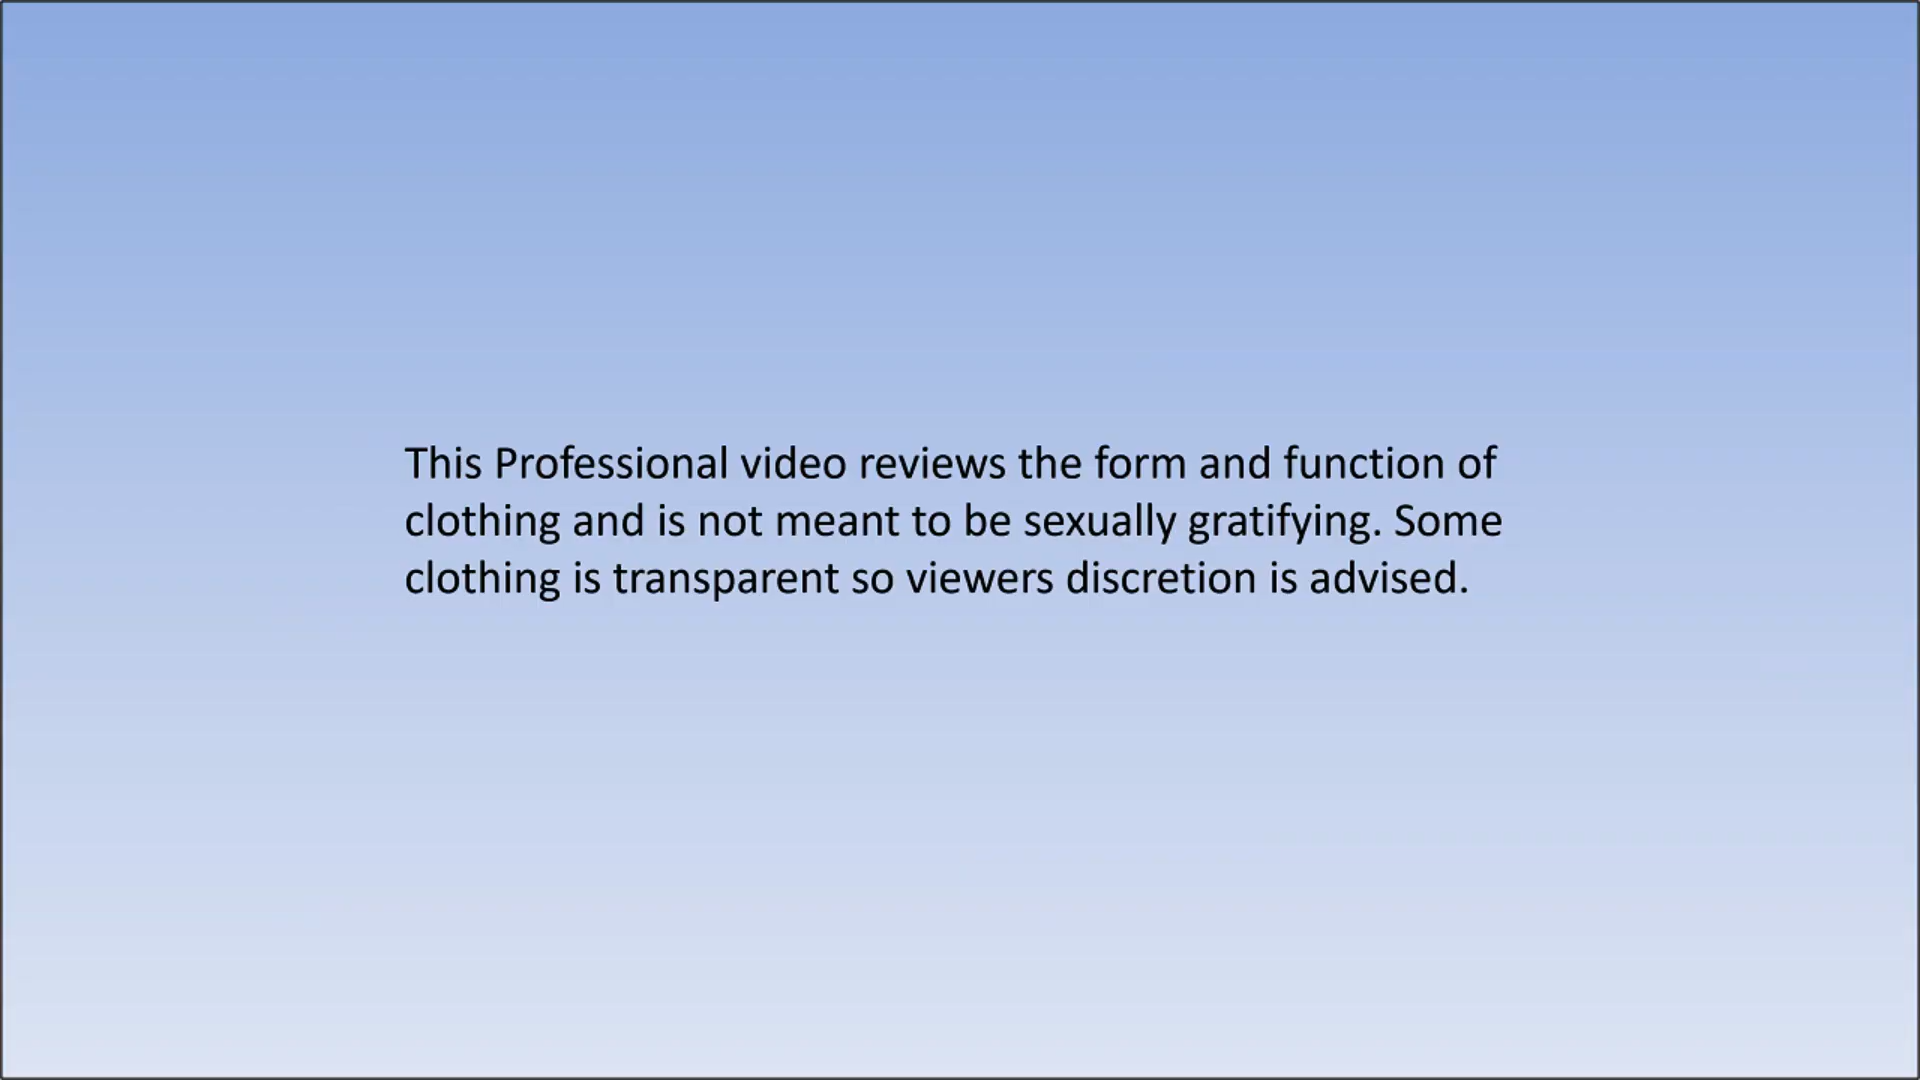 This Professional video reviews the form and function of
clothing and is not meant to be sexually gratifying. Some
clothing is transparent so viewers discretion is advised.